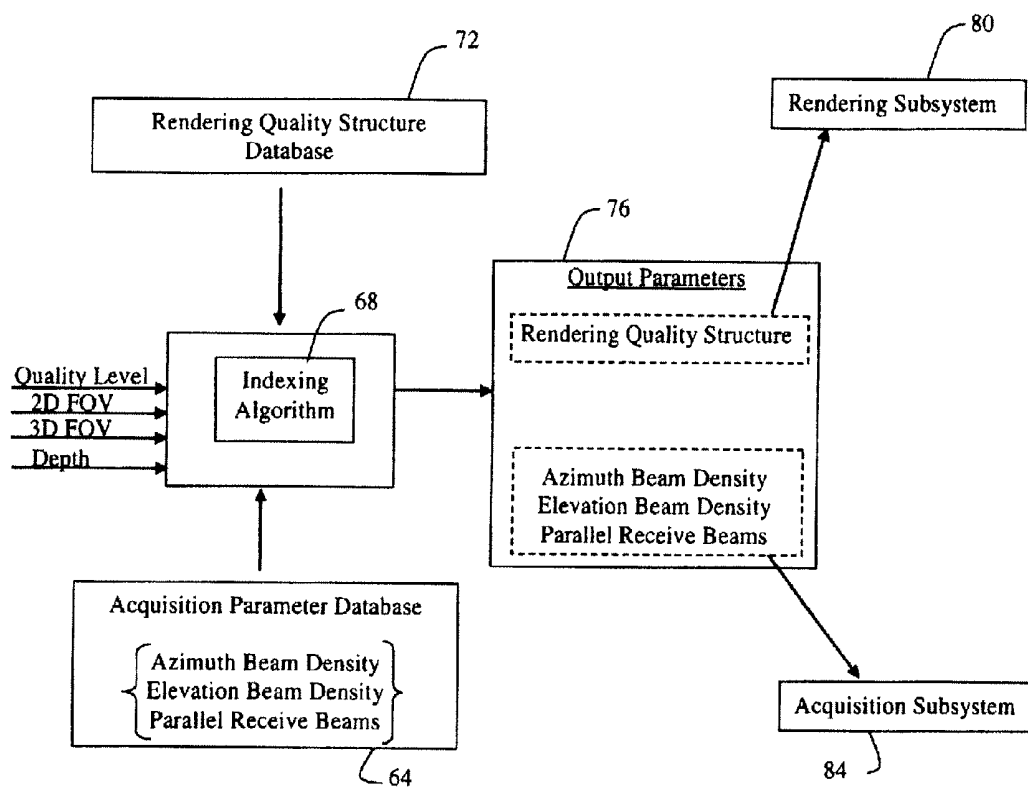 72
80
Rendering Quality Structure
Database
Rendering Subsystem
76
Output Parameters
Rendering Quality Structure
68
Indexing
Algorithm
Quality Level
2D FOV
3D FOV
Depth
Azimuth Beam Density
Elevation Beam Density
Parallel Receive Beams
Acquisition Parameter Database
Azimuth Beam Density
Elevation Beam Density
Parallel Receive Beams
64
Acquisition Subsystem
84